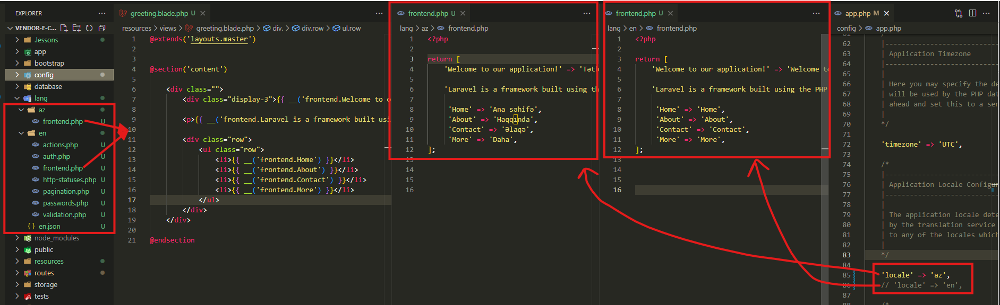 EXPLORER ...
VENDOR-E-C...
.lessons
app
bootstrap
config
database
lang
az
frontend.php U
en
actions.php U
auth.php U
frontend.php U
http-statuses.php U
pagination.php U
passwords.php U
validation.php U
{} en.json U
node_modules
public
resources
routes
storage
tests
greeting.blade.php U
...
resources > views > greeting.blade.php > div. > div.row > ul.row
1 @extends('layouts.master')
2
3
4 @section('content')
5
6 <div class="">
7 <div class="display-3">{{ __('frontend.Welcome to
8
9 <p>{{ __('frontend.Laravel is a framework built usi
10
11 <div class="row">
12 <ul class="row">
13 <li>{{ __('frontend.Home') }}</li>
14 <li>{{ __('frontend.About') }}</li>
15 <li>{{ __('frontend.Contact') }}</li>
16 <li>{{ __('frontend.More') }}</li>
17 </ul>
18 </div>
19 </div>
20
21 @endsection
frontend.php U
...
lang > az > frontend.php
1 <?php
2
3 return [
4 'Welcome to our application!' => 'Tətb
5
6 'Laravel is a framework built using th
7
8 'Home' => 'Ana səhifə',
9 'About' => 'Haqqında',
10 'Contact' => 'Əlaqə',
11 'More' => 'Daha',
12 ];
13
14
15
16
frontend.php U
...
lang > en > frontend.php
1 <?php
2
3 return [
4 'Welcome to our application!' => 'Welcome to
5
6 'Laravel is a framework built using the PHP
7
8 'Home' => 'Home',
9 'About' => 'About',
10 'Contact' => 'Contact',
11 'More' => 'More',
12 ];
13
14
15
16
app.php M
...
config > app.php
61 /
62 |-----------------------------
63 | Application Timezone
64 |-----------------------------
65 |
66 | Here you may specify the de
67 | will be used by the PHP dat
68 | ahead and set this to a ser
69 |
70 */
71
72 'timezone' => 'UTC',
73
74 /*
75 |-----------------------------
76 | Application Locale Configur
77 |-----------------------------
78 |
79 | The application locale dete
80 | by the translation service
81 | to any of the locales which
82 |
83 */
84
85 'locale' => 'az',
86 // 'locale' => 'en',
87
88 /*